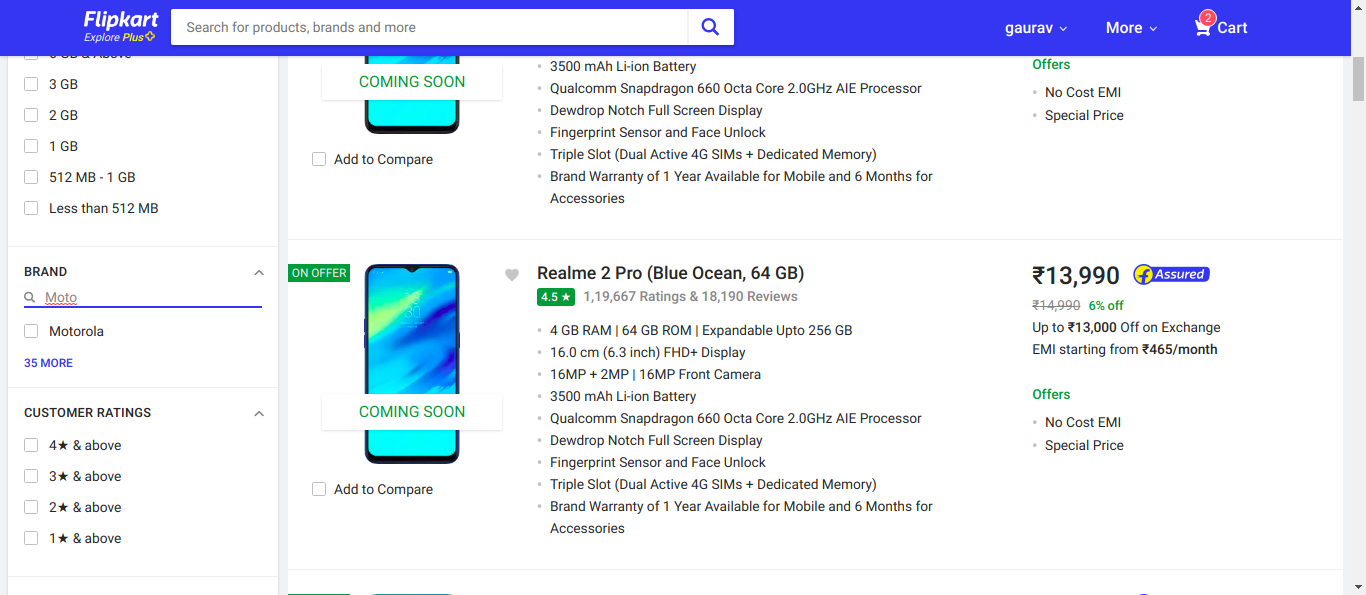 Flipkart
Explore Plus
Search for products, brands and more
gaurav
More
2
Cart
3 GB
2 GB
1 GB
512 MB - 1 GB
Less than 512 MB
BRAND
Moto
Motorola
35 MORE
CUSTOMER RATINGS
4★ & above
3★ & above
2★ & above
1★ & above
COMING SOON
Add to Compare
3500 mAh Li-ion Battery
Qualcomm Snapdragon 660 Octa Core 2.0GHz AIE Processor
Dewdrop Notch Full Screen Display
Fingerprint Sensor and Face Unlock
Triple Slot (Dual Active 4G SIMs + Dedicated Memory)
Brand Warranty of 1 Year Available for Mobile and 6 Months for
Accessories
Offers
No Cost EMI
Special Price
ON OFFER
COMING SOON
Add to Compare
Realme 2 Pro (Blue Ocean, 64 GB)
4.5 ★ 1,19,667 Ratings & 18,190 Reviews
4 GB RAM | 64 GB ROM | Expandable Upto 256 GB
16.0 cm (6.3 inch) FHD+ Display
16MP + 2MP | 16MP Front Camera
3500 mAh Li-ion Battery
Qualcomm Snapdragon 660 Octa Core 2.0GHz AIE Processor
Dewdrop Notch Full Screen Display
Fingerprint Sensor and Face Unlock
Triple Slot (Dual Active 4G SIMs + Dedicated Memory)
Brand Warranty of 1 Year Available for Mobile and 6 Months for
Accessories
₹13,990 Assured
₹14,990 6% off
Up to ₹13,000 Off on Exchange
EMI starting from ₹465/month
Offers
No Cost EMI
Special Price